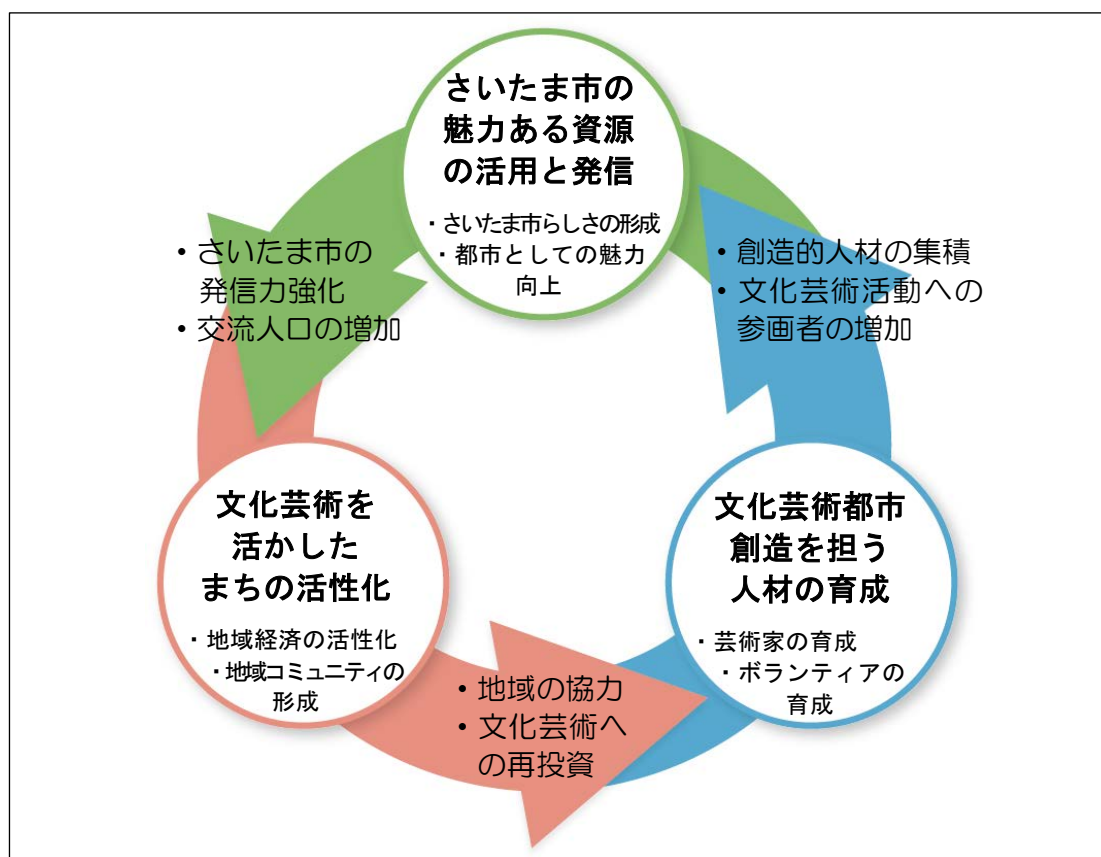 さいたま市の
魅力ある資源
の活用と発信
・さいたま市らしさの形成
・都市としての魅力
向上
・さいたま市の
発信力強化
・交流人口の増加
・創造的人材の集積
・文化芸術活動への
参画者の増加
文化芸術を
活かした
まちの活性化
・地域経済の活性化
・地域コミュニティの
形成
文化芸術都市
創造を担う
人材の育成
・芸術家の育成
・ボランティアの
育成
・地域の協力
・文化芸術へ
の再投資